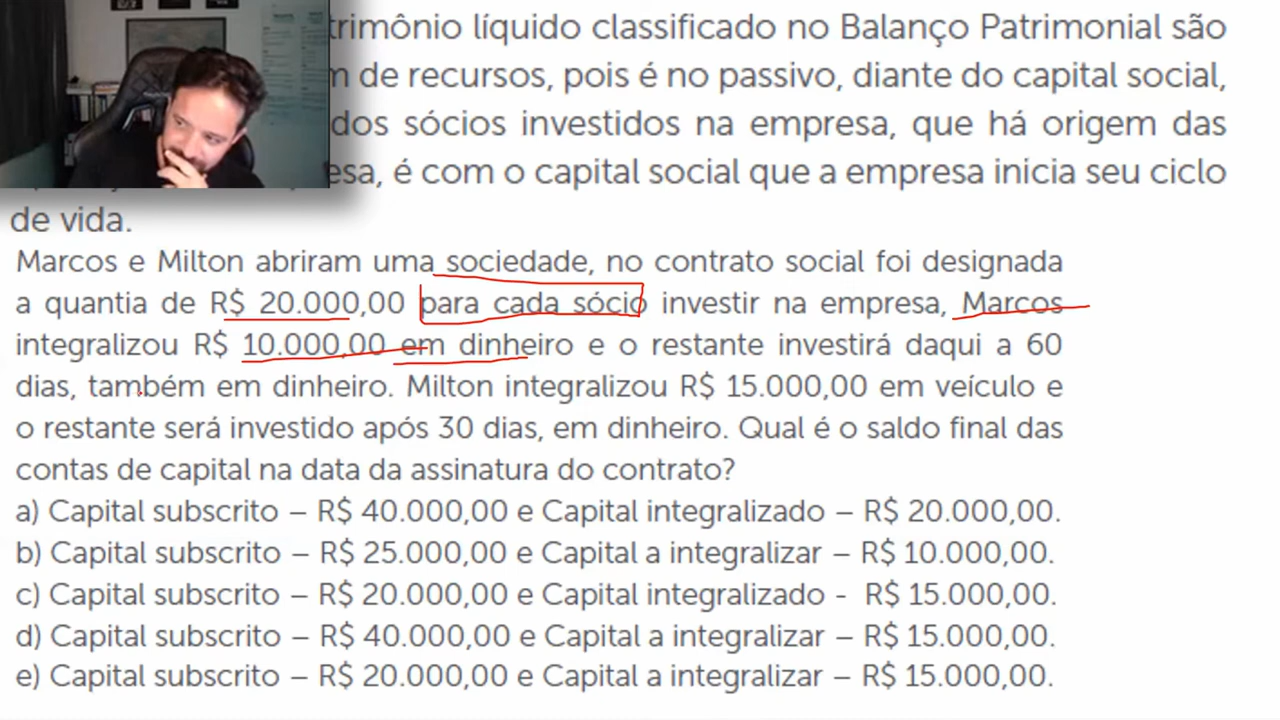 trimônio líquido classificado no Balanço Patrimonial são
m de recursos, pois é no passivo, diante do capital social,
dos sócios investidos na empresa, que há origem das
esa, é com o capital social que a empresa inicia seu ciclo
de vida.
Marcos e Milton abriram uma sociedade, no contrato social foi designada
a quantia de R$ 20.000,00 para cada sócio investir na empresa, Marcos
integralizou R$ 10.000,00 em dinheiro e o restante investirá daqui a 60
dias, também em dinheiro. Milton integralizou R$ 15.000,00 em veículo e
o restante será investido após 30 dias, em dinheiro. Qual é o saldo final das
contas de capital na data da assinatura do contrato?
a) Capital subscrito – R$ 40.000,00 e Capital integralizado – R$ 20.000,00.
b) Capital subscrito – R$ 25.000,00 e Capital a integralizar – R$ 10.000,00.
c) Capital subscrito – R$ 20.000,00 e Capital integralizado - R$ 15.000,00.
d) Capital subscrito – R$ 40.000,00 e Capital a integralizar – R$ 15.000,00.
e) Capital subscrito – R$ 20.000,00 e Capital a integralizar – R$ 15.000,00.